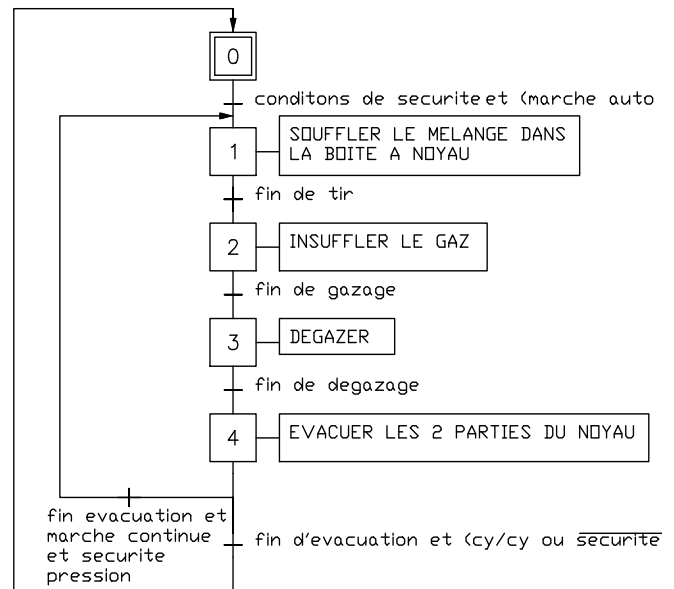 0
conditons de securite et (marche auto
1
SOUFFLER LE MELANGE DANS
LA BOITE A NOYAU
fin de tir
2
INSUFFLER LE GAZ
fin de gazage
3
DEGAZER
fin de degazage
4
EVACUER LES 2 PARTIES DU NOYAU
fin evacuation et
marche continue
et securite
pression
fin d'evacuation et (cy/cy ou securite